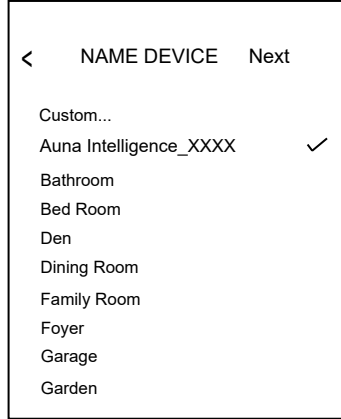 < NAME DEVICE Next
Custom...
Auna Intelligence_XXXX
Bathroom
Bed Room
Den
Dining Room
Family Room
Foyer
Garage
Garden